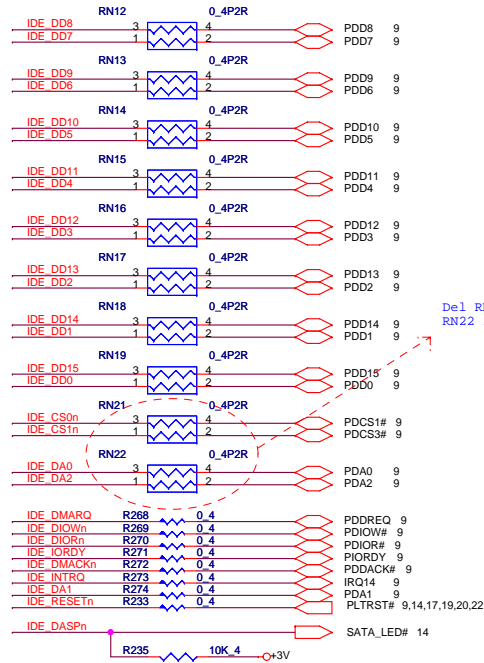 RN12 0_4P2R
IDE_DD8 3 4 PDD8 9
IDE_DD7 1 2 PDD7 9
RN13 0_4P2R
IDE_DD9 3 4 PDD9 9
IDE_DD6 1 2 PDD6 9
RN14 0_4P2R
IDE_DD10 3 4 PDD10 9
IDE_DD5 1 2 PDD5 9
RN15 0_4P2R
IDE_DD11 3 4 PDD11 9
IDE_DD4 1 2 PDD4 9
RN16 0_4P2R
IDE_DD12 3 4 PDD12 9
IDE_DD3 1 2 PDD3 9
RN17 0_4P2R
IDE_DD13 3 4 PDD13 9
IDE_DD2 1 2 PDD2 9
Del R
RN18 0_4P2R RN22
IDE_DD14 3 4 PDD14 9
IDE_DD1 1 2 PDD1 9
RN19 0_4P2R
IDE_DD15 3 4 PDD15 9
IDE_DD0 1 2 PDD0 9
RN21 0_4P2R
IDE_CS0n 3 4 PDCS1# 9
IDE_CS1n 1 2 PDCS3# 9
RN22 0_4P2R
IDE_DA0 3 4 PDA0 9
IDE_DA2 1 2 PDA2 9
IDE_DMARQ R268 0_4 PDDREQ 9
IDE_DIOWn R269 0_4 PDIOW# 9
IDE_DIORn R270 0_4 PDIOR# 9
IDE_IORDY R271 0_4 PIORDY 9
IDE_DMACKn R272 0_4 PDDACK# 9
IDE_INTRQ R273 0_4 IRQ14 9
IDE_DA1 R274 0_4 PDA1 9
IDE_RESETn R233 0_4 PLTRST# 9,14,17,19,20,22
IDE_DASPn SATA_LED# 14
R235 10K_4 +3V